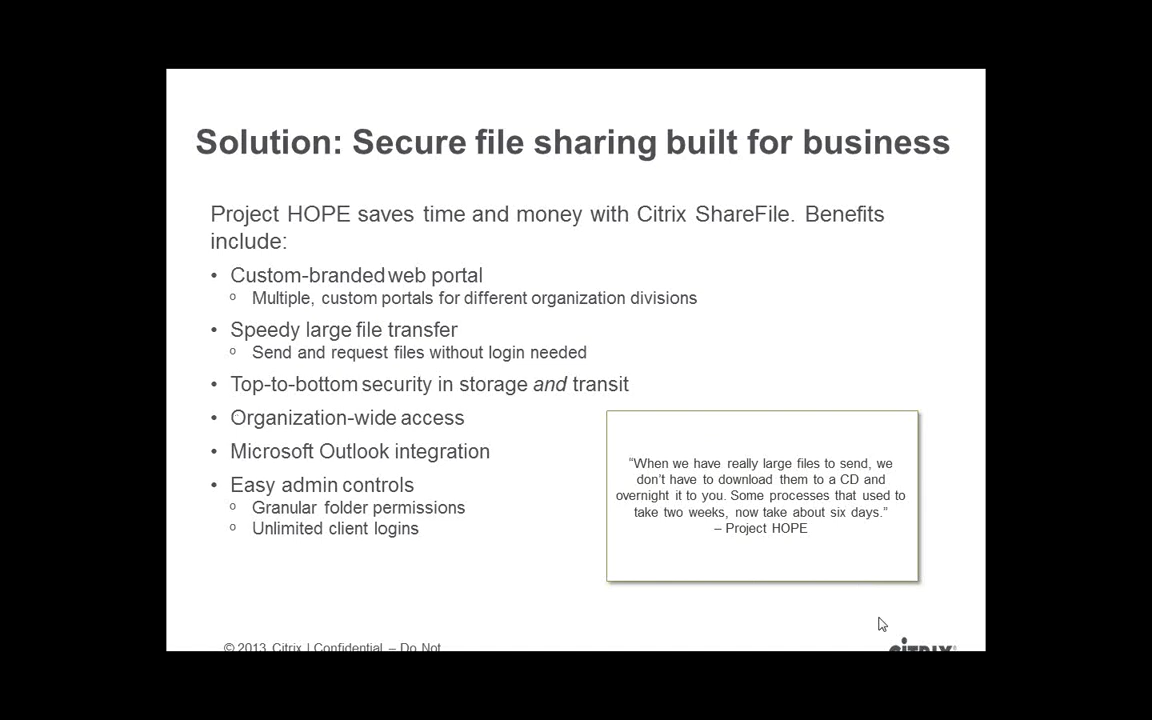 Solution: Secure file sharing built for business
Project HOPE saves time and money with Citrix ShareFile. Benefits
include:
• Custom-branded web portal
o Multiple, custom portals for different organization divisions
• Speedy large file transfer
o Send and request files without login needed
• Top-to-bottom security in storage and transit
• Organization-wide access
• Microsoft Outlook integration
• Easy admin controls
o Granular folder permissions
o Unlimited client logins
“When we have really large files to send, we
don’t have to download them to a CD and
overnight it to you. Some processes that used to
take two weeks, now take about six days.”
– Project HOPE
© 2013 Citrix | Confidential – Do Not
CITRIX®